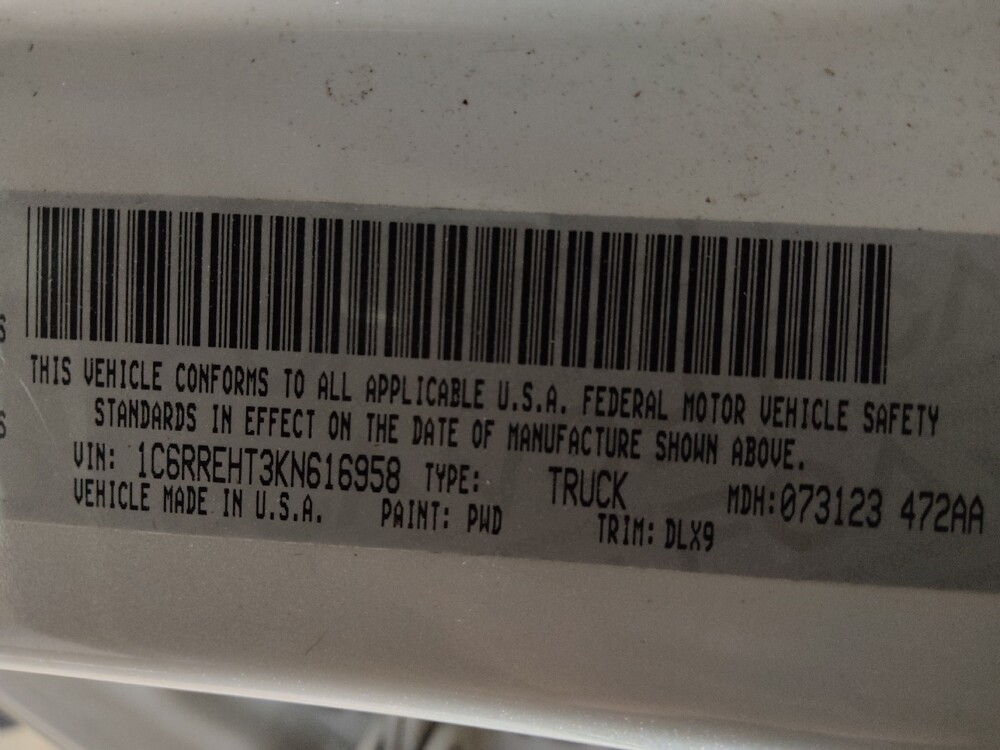 S
THIS VEHICLE CONFORMS TO ALL APPLICABLE U.S.A. FEDERAL MOTOR VEHICLE SAFETY
S
STANDARDS IN EFFECT ON THE DATE OF MANUFACTURE SHOWN ABOVE.
VIN: 1C6RREHT3KN616958 TYPE: TRUCK MDH:073123 472AA
VEHICLE MADE IN U.S.A. PAINT: PWD TRIM: DLX9